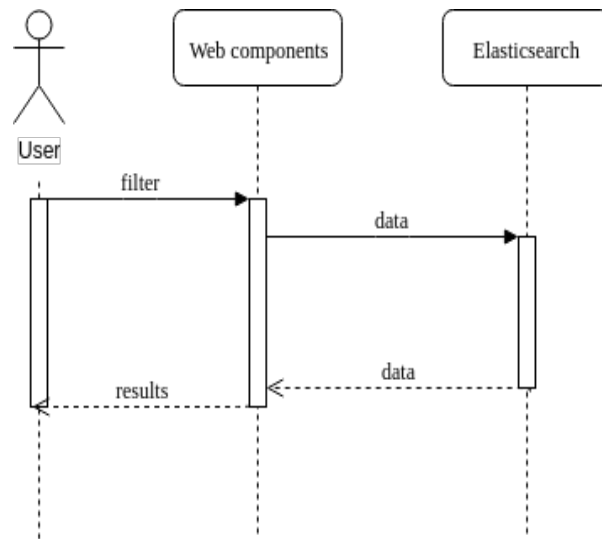 Web components
Elasticsearch
User
filter
data
data
results